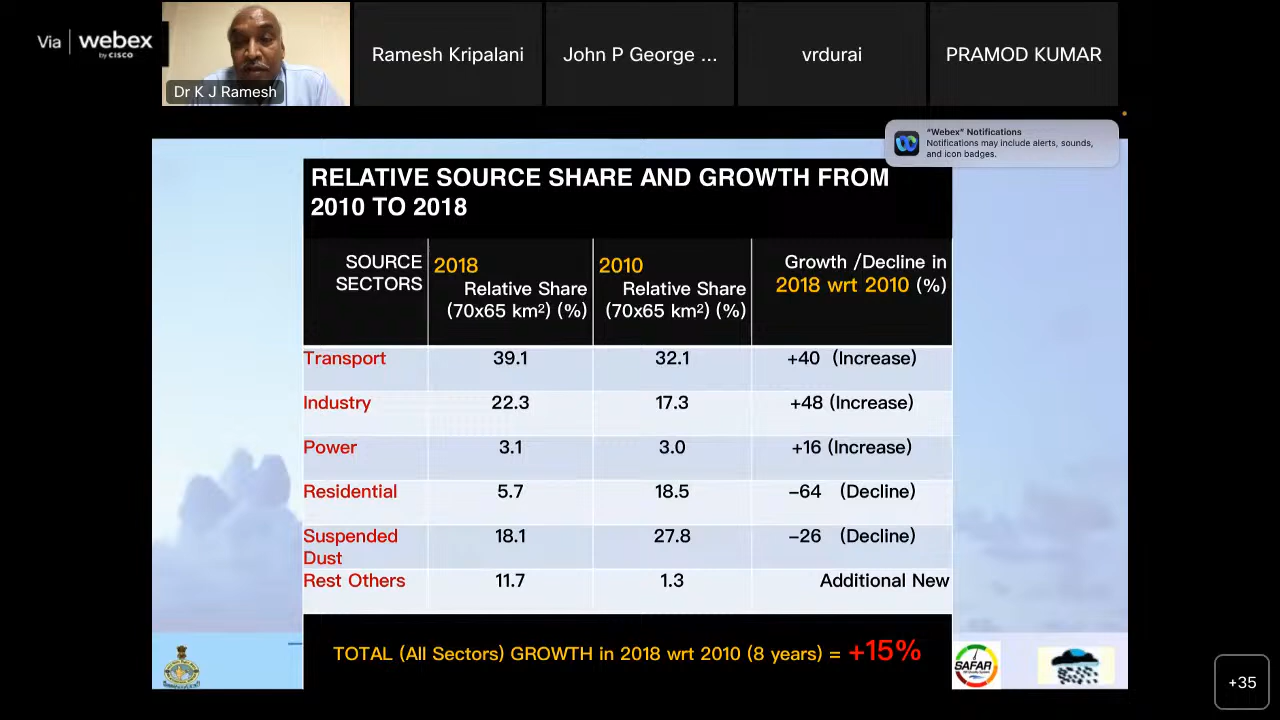 Via webex
by CISCO
Dr K J Ramesh
Ramesh Kripalani
John P George ...
vrdurai
PRAMOD KUMAR
"Webex" Notifications
Notifications may include alerts, sounds,
and icon badges.
RELATIVE SOURCE SHARE AND GROWTH FROM
2010 TO 2018
SOURCE
SECTORS
2018
Relative Share
(70x65 km²) (%)
2010
Relative Share
(70x65 km²) (%)
Growth /Decline in
2018 wrt 2010 (%)
Transport 39.1 32.1 +40 (Increase)
Industry 22.3 17.3 +48 (Increase)
Power 3.1 3.0 +16 (Increase)
Residential 5.7 18.5 –64 (Decline)
Suspended 18.1 27.8 –26 (Decline)
Dust
Rest Others 11.7 1.3 Additional New
TOTAL (All Sectors) GROWTH in 2018 wrt 2010 (8 years) = +15%
SAFAR
+35